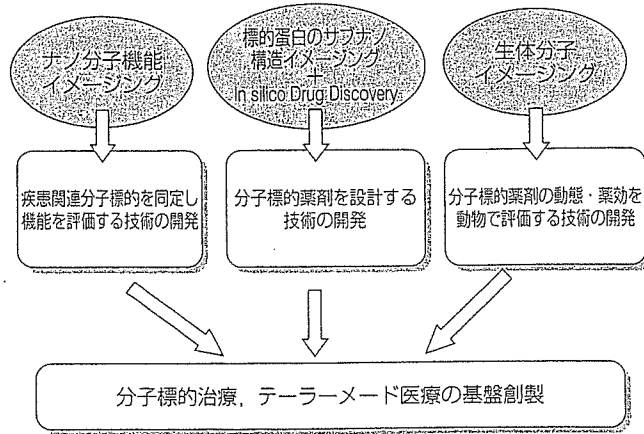 ナノ分子機能
イメージング
標的蛋白のサブナノ
構造イメージング
+
In silico Drug Discovery
生体分子
イメージング
疾患関連分子標的を同定し
機能を評価する技術の開発
分子標的薬剤を設計する
技術の開発
分子標的薬剤の動態・薬効を
動物で評価する技術の開発
分子標的治療，テーラーメード医療の基盤創製